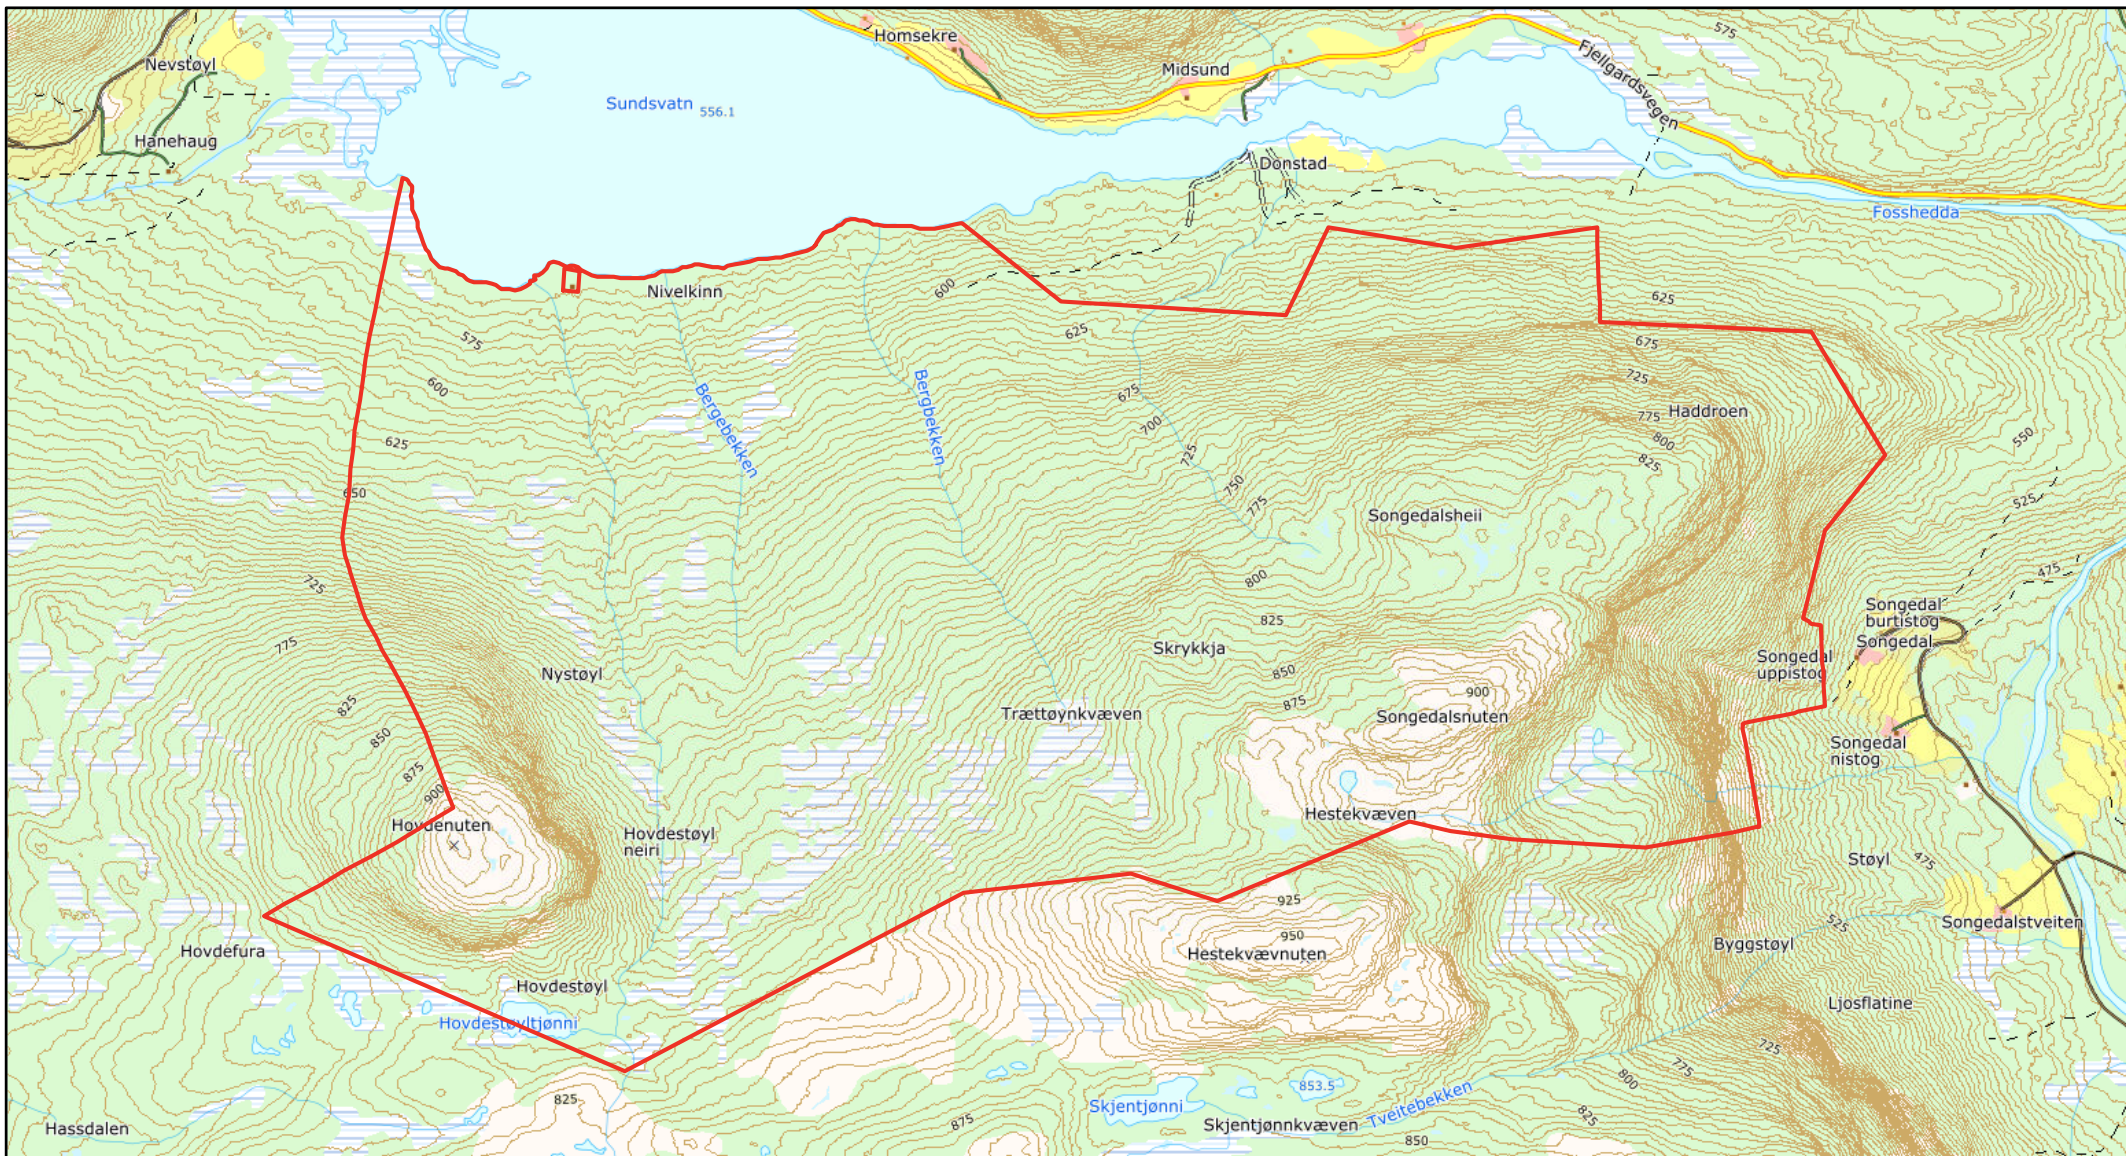 575
Homsekre
Nevstøyl
Midsund
Fjellgardsvegen
Sundsvatn 556.1
Hanehaug
Donstad
Fosshedda
Nivelkinn
600
625
575
625
675
600
Bergebekken
Bergbekken
675
725
775
Haddroen
800
825
700
725
625
550
650
750
775
Songedalsheii
525
725
800
475
775
825
Songedal
burtistog
Songedal
Skrykkja
Songedal
uppistog
Nystøyl
850
825
875
900
Trættøynkvæven
Songedalsnuten
850
Songedal
nistog
875
900
Hovdenuten
Hovdestøyl
neiri
Hestekvæven
Støyl
475
925
525
Songedalstveiten
950
Hovdefura
Hestekvævnuten
Byggstøyl
Hovdestøyl
Ljosflatine
Hovdestøyltjønni
725
775
800
853.5
825
Skjentjønni
Tveitebekken
825
Hassdalen
875
Skjentjønnkvæven
850